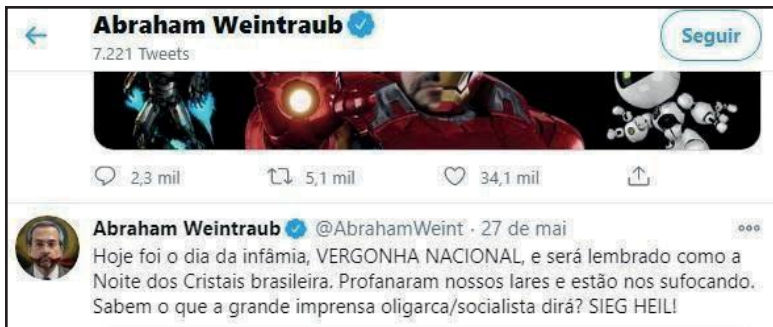 Abraham Weintraub
7.221 Tweets
Seguir
2,3 mil 5,1 mil 34,1 mil
Abraham Weintraub @AbrahamWeint · 27 de mai
Hoje foi o dia da infâmia, VERGONHA NACIONAL, e será lembrado como a
Noite dos Cristais brasileira. Profanaram nossos lares e estão nos sufocando.
Sabem o que a grande imprensa oligarca/socialista dirá? SIEG HEIL!